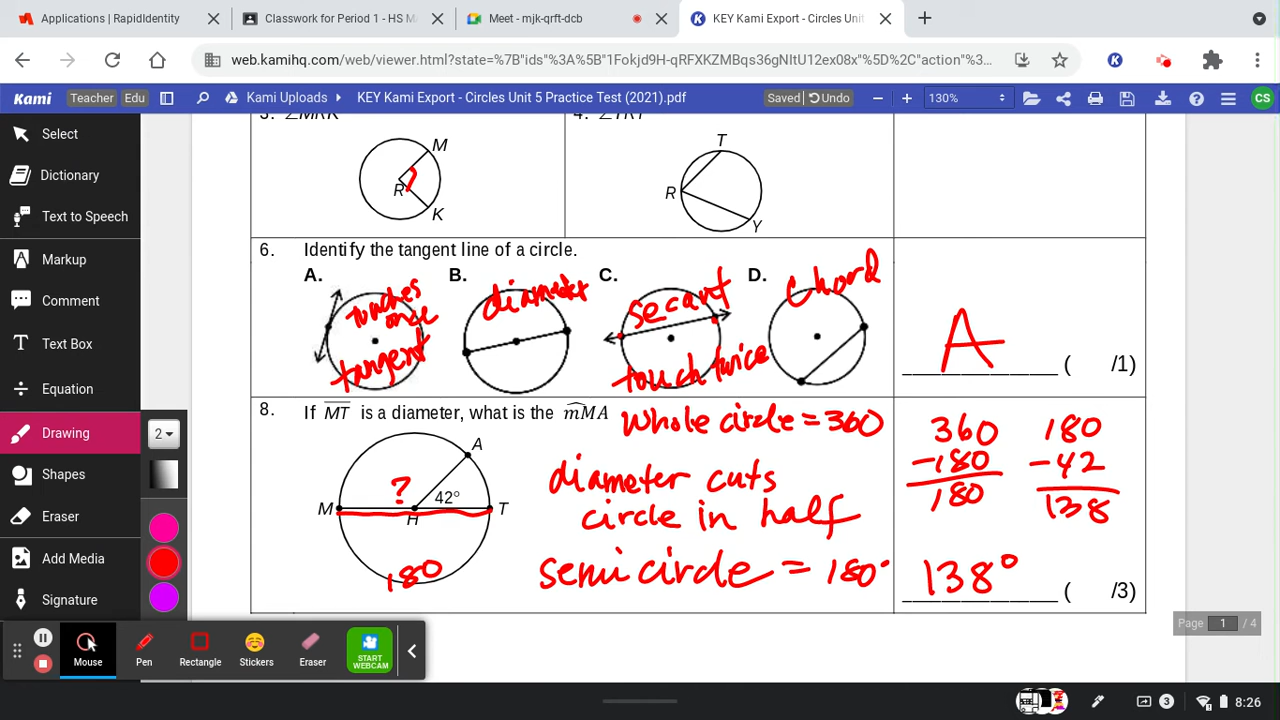 Applications | RapidIdentity
Classwork for Period 1 - HS M
Meet - mjk-qrft-dcb
KEY Kami Export - Circles Unit
web.kamihq.com/web/viewer.html?state=%7B"ids"%3A%5B"1Fokjd9H-qRFXKZMBqs36gNItU12ex08x"%5D%2C"action"%3...
Kami
Teacher
Edu
Kami Uploads
KEY Kami Export - Circles Unit 5 Practice Test (2021).pdf
Saved
Undo
130%
CS
Select
Dictionary
Text to Speech
Markup
Comment
Text Box
Equation
Drawing
Shapes
Eraser
Add Media
Signature
2
M
R
K
T
R
Y
6. Identify the tangent line of a circle.
A.
B.
C.
D.
touches
once
tangent
diameter
secant
touch twice
chord
A
( /1)
8. If MT is a diameter, what is the mMA
whole circle = 360
diameter cuts
circle in half
semi circle = 180°
A
?
42°
M
H
T
180
360
-180
180
180
-42
138
138°
( /3)
Page 1 / 4
Mouse
Pen
Rectangle
Stickers
Eraser
START
WEBCAM
3
8:26